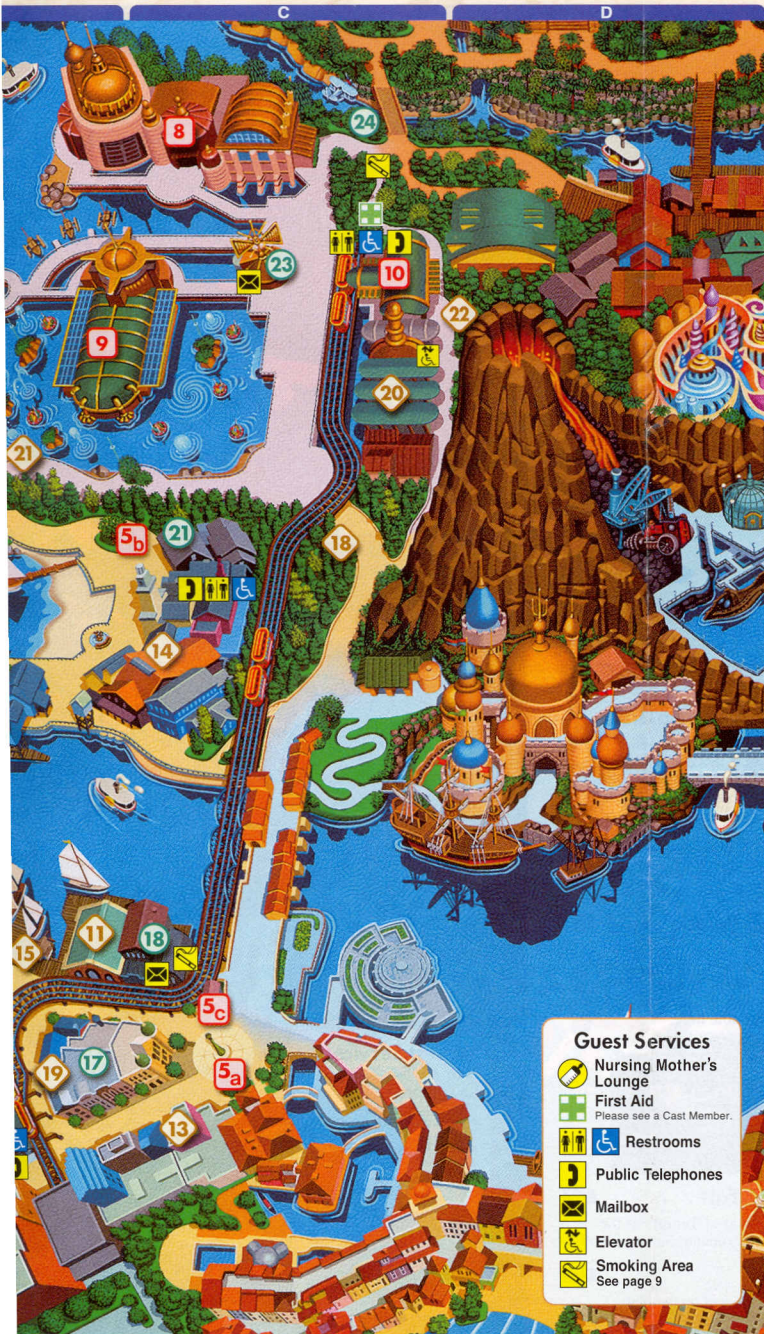 C
D
8
24
10
23
9
22
20
21
5b
21
18
14
11
18
15
5c
19
17
5a
13
Guest Services
Nursing Mother's
Lounge
First Aid
Please see a Cast Member.
Restrooms
Public Telephones
Mailbox
Elevator
Smoking Area
See page 9